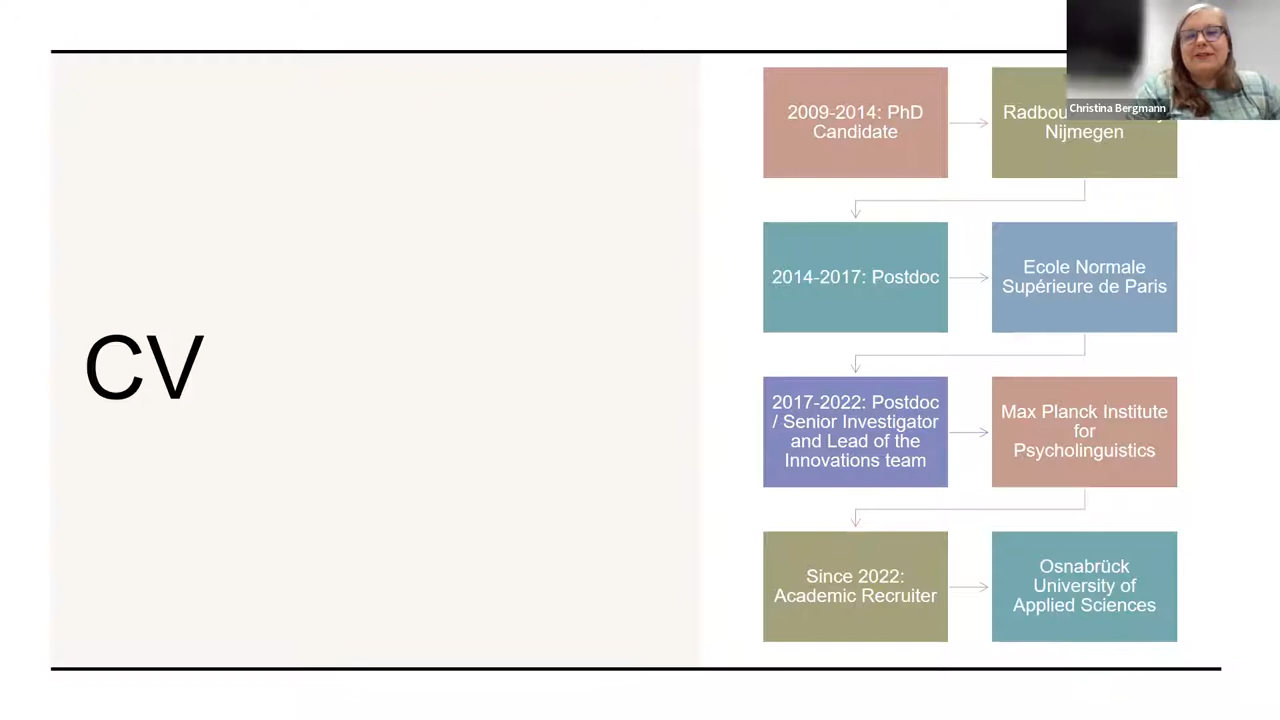 CV
2009-2014: PhD
Candidate
Nijmegen
2014-2017: Postdoc
Ecole Normale
Supérieure de Paris
2017-2022: Postdoc
/ Senior Investigator
and Lead of the
Innovations team
Max Planck Institute
for
Psycholinguistics
Since 2022:
Academic Recruiter
Osnabrück
University of
Applied Sciences
Christina Bergmann